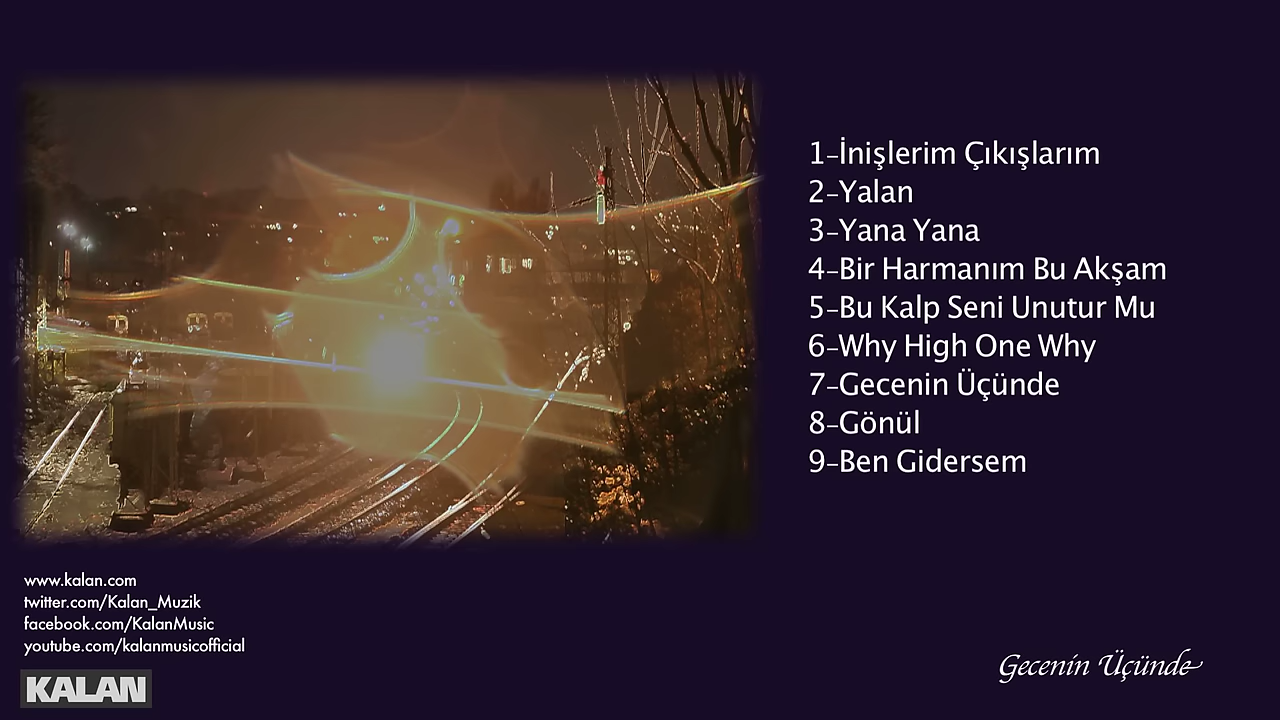 1-İnişlerim Çıkışlarım
2-Yalan
3-Yana Yana
4-Bir Harmanım Bu Akşam
5-Bu Kalp Seni Unutur Mu
6-Why High One Why
7-Gecenin Üçünde
8-Gönül
9-Ben Gidersem
www.kalan.com
twitter.com/Kalan_Muzik
facebook.com/KalanMusic
youtube.com/kalanmusicofficial
KALAN
Gecenin Üçünde